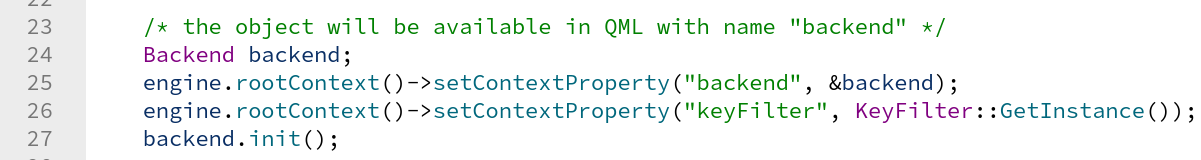 23 /* the object will be available in QML with name "backend" */
24 Backend backend;
25 engine.rootContext()->setContextProperty("backend", &backend);
26 engine.rootContext()->setContextProperty("keyFilter", KeyFilter::GetInstance());
27 backend.init();